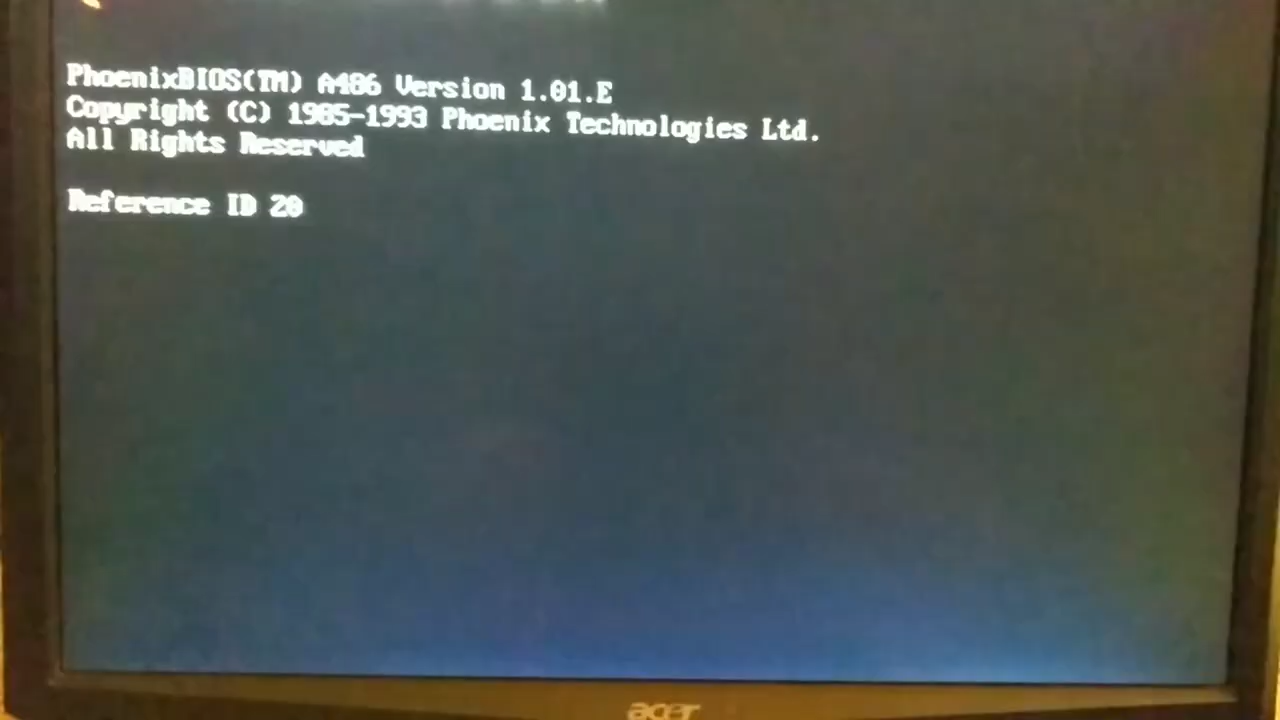 PhoenixBIOS(TM) A486 Version 1.01.E
Copyright (C) 1985-1993 Phoenix Technologies Ltd.
All Rights Reserved
Reference ID 20
acer